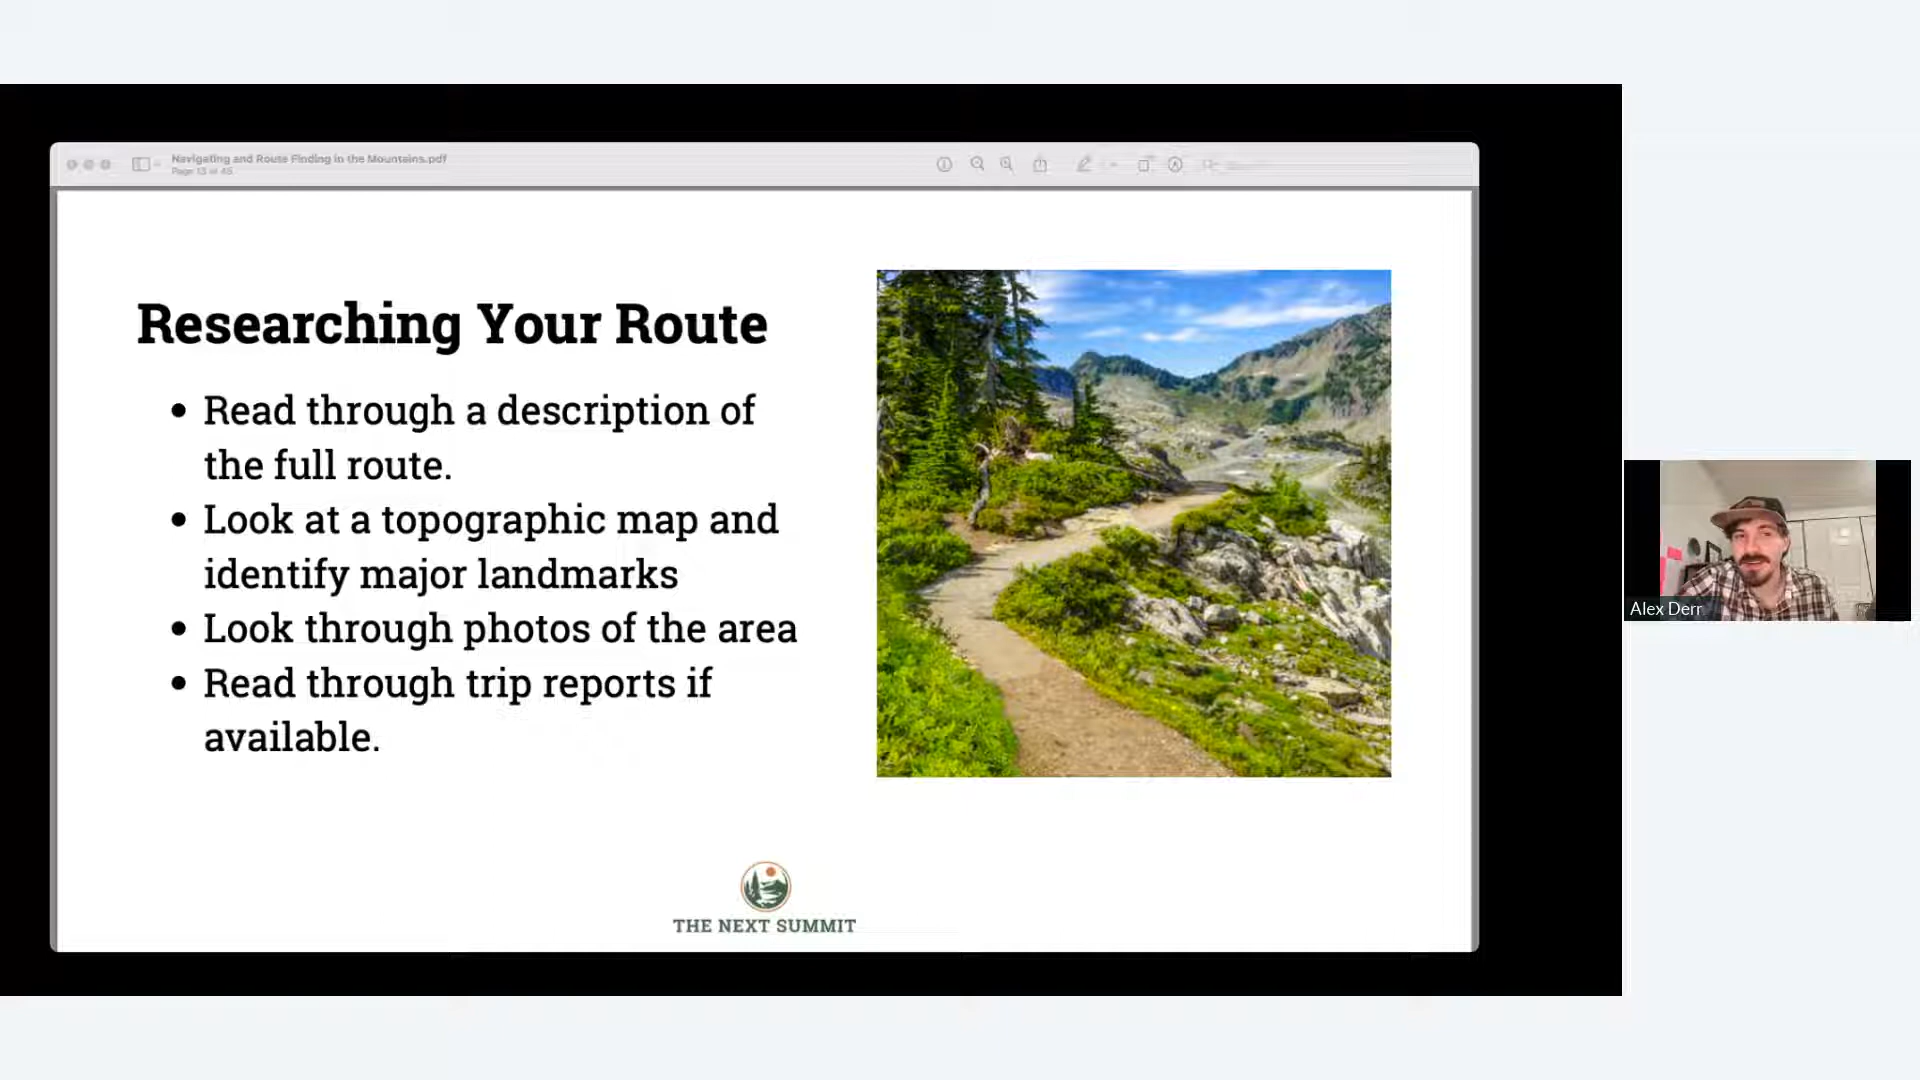 Navigating and Route Finding in the Mountains.pdf
Page 13 of 45
Researching Your Route
• Read through a description of
the full route.
• Look at a topographic map and
identify major landmarks
• Look through photos of the area
• Read through trip reports if
available.
THE NEXT SUMMIT
Alex Derr